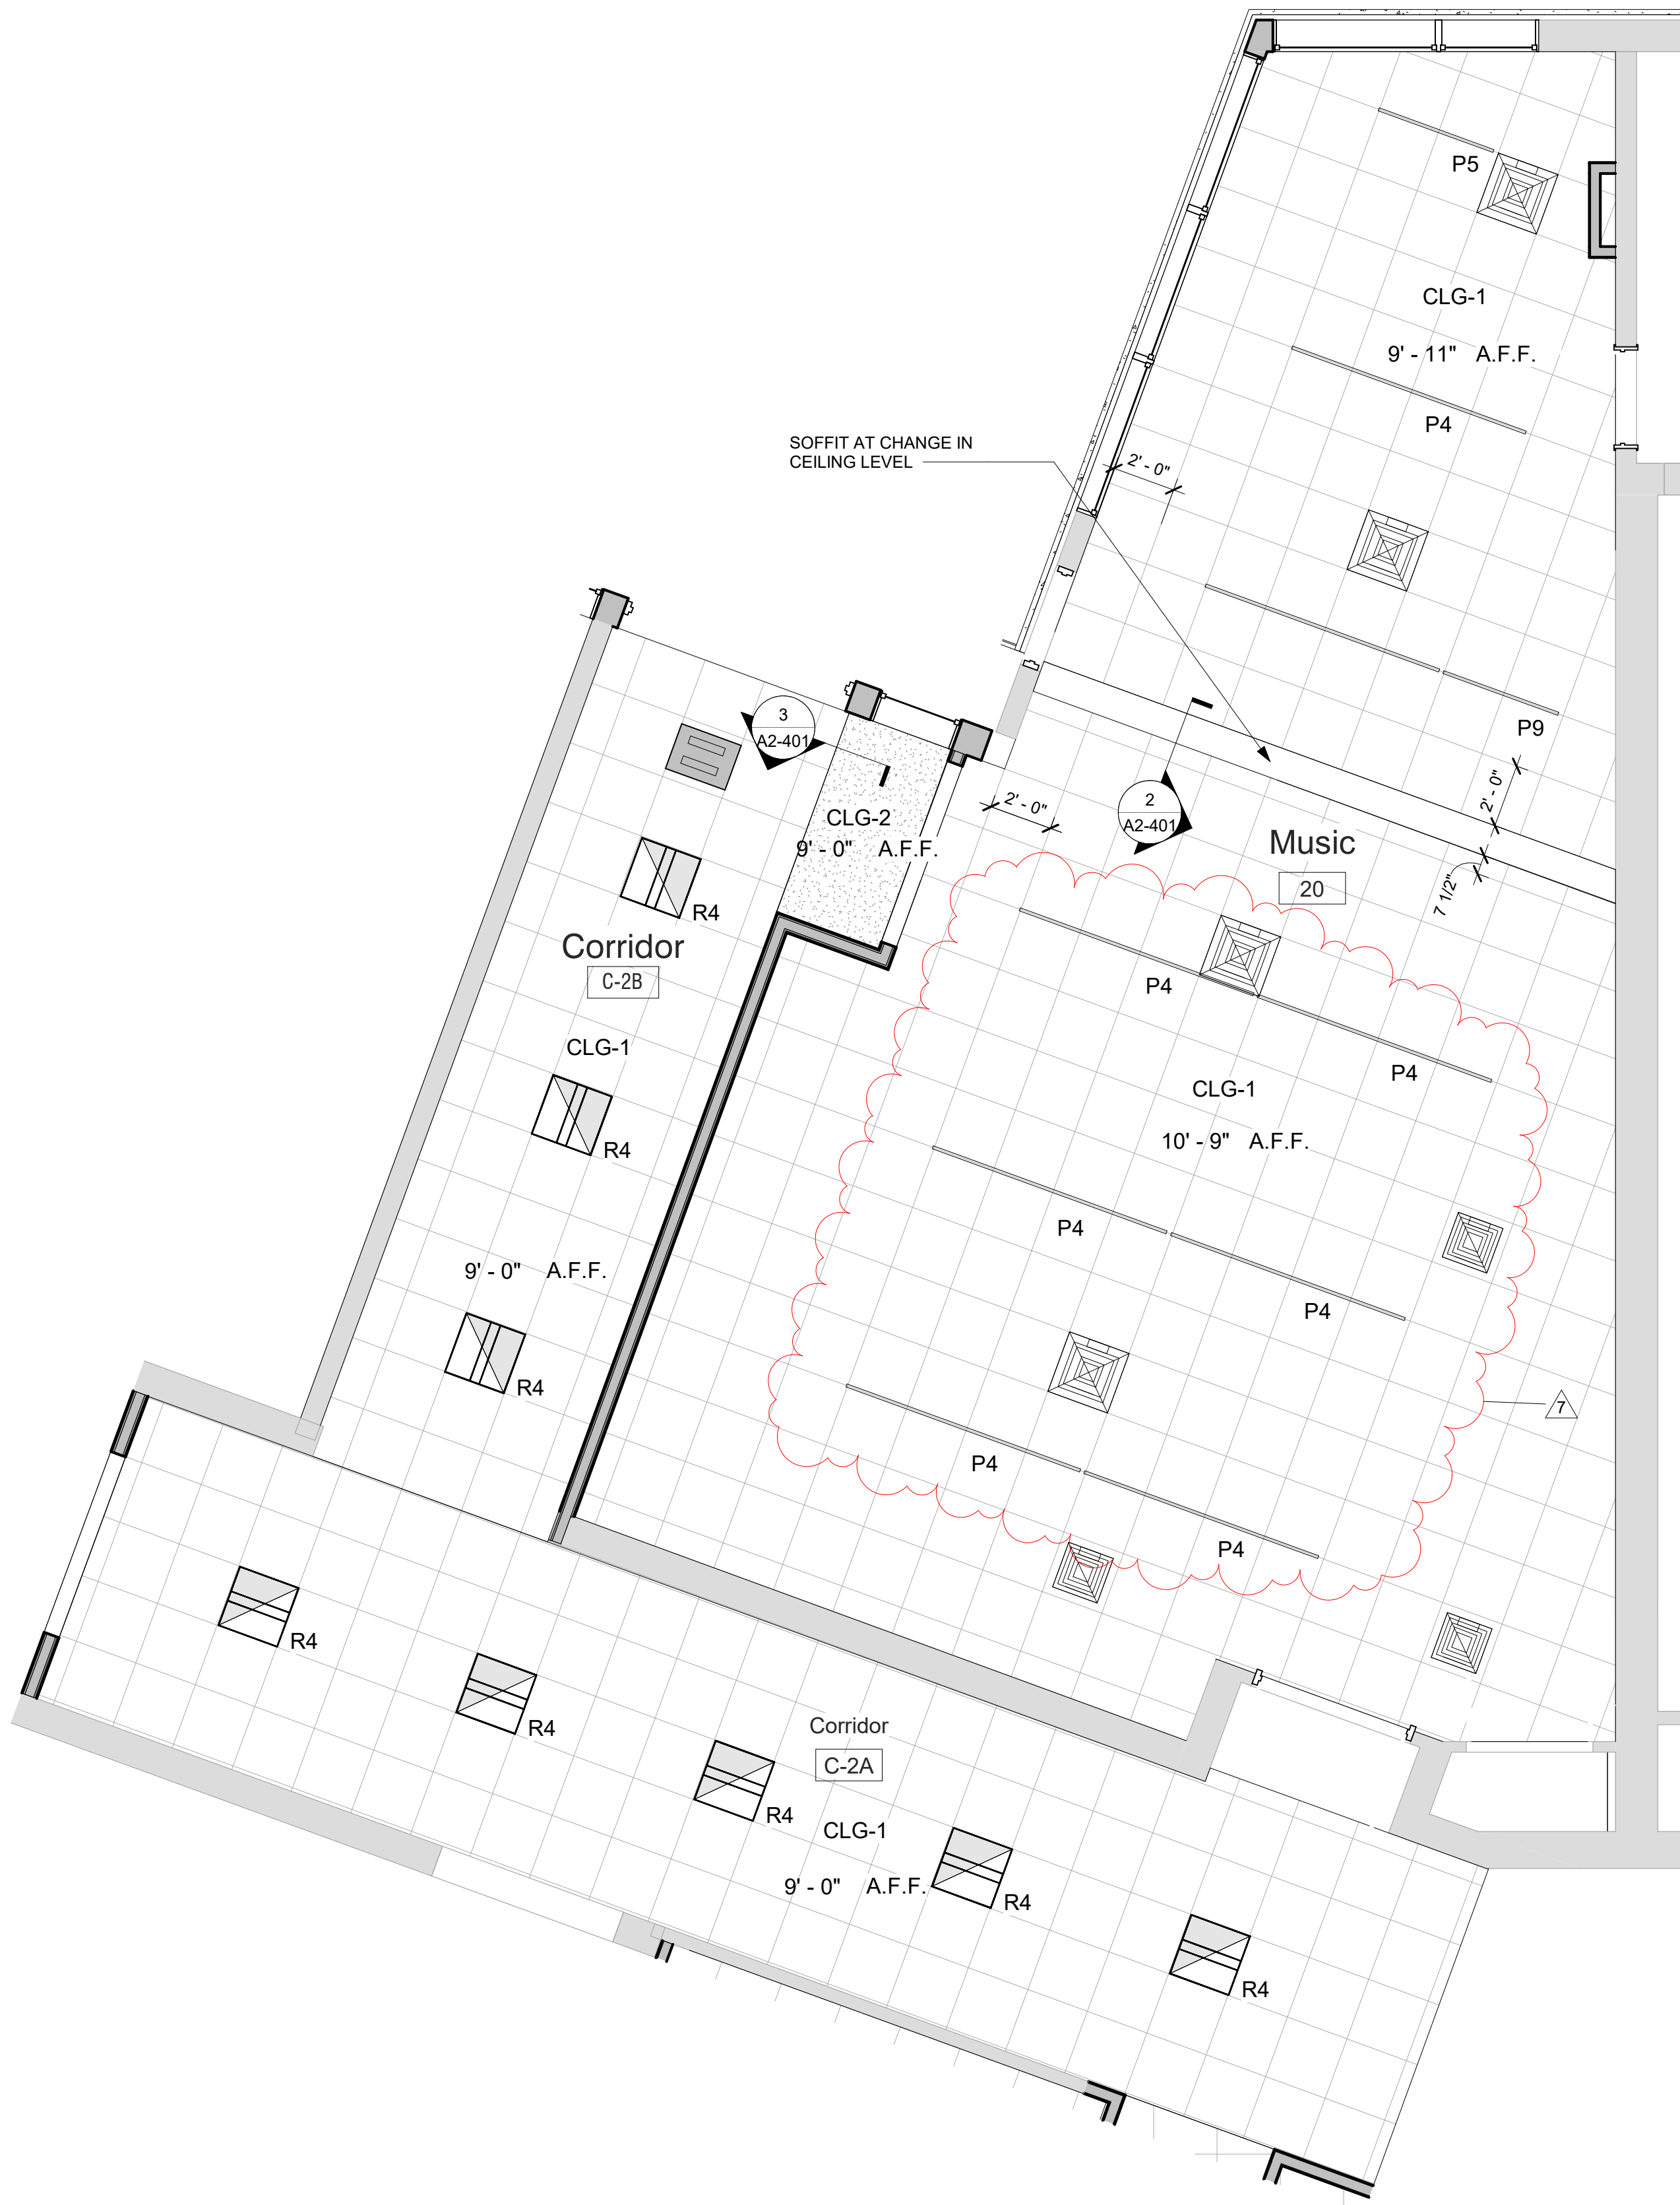 P5
CLG-1
9' - 11" A.F.F.
P4
SOFFIT AT CHANGE IN
CEILING LEVEL
2' - 0"
P9
3
A2-401
2' - 0"
CLG-2
9' - 0" A.F.F.
2' - 0"
2
A2-401
Music
20
7 1/2"
R4
Corridor
C-2B
P4
CLG-1
P4
CLG-1
10' - 9" A.F.F.
R4
P4
9' - 0" A.F.F.
P4
R4
7
P4
P4
R4
R4
Corridor
C-2A
R4
CLG-1
9' - 0" A.F.F.
R4
R4